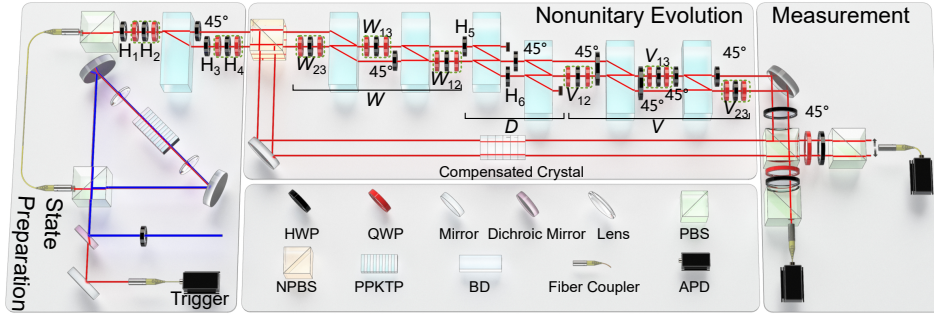 Nonunitary Evolution
Measurement
45°
H1 H2
H3 H4
W23
W13
45°
W12
H5
H6
45°
45°
V12
V13
45°
45°
45°
V23
W
D
V
45°
Compensated Crystal
State
Preparation
Trigger
HWP
QWP
Mirror
Dichroic Mirror
Lens
PBS
NPBS
PPKTP
BD
Fiber Coupler
APD